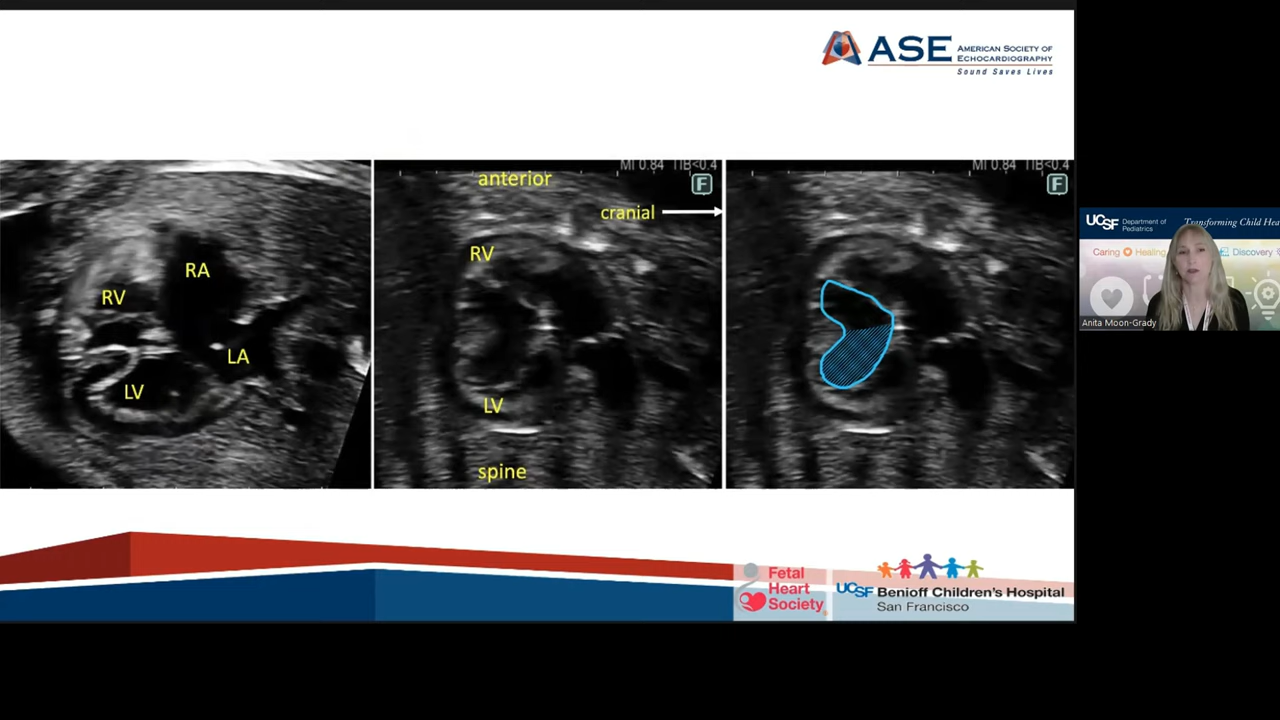 ASE AMERICAN SOCIETY OF
ECHOCARDIOGRAPHY
Sound Saves Lives
MI 0.84 TIB<0.4
MI 0.84 TIB<0.4
anterior
F
F
cranial
RV
RA
RV
LA
LV
LV
spine
UCSF Department of
Pediatrics
Transforming Child Hea
Caring Healing
Discovery
Anita Moon-Grady
Fetal
Heart
Society
UCSF Benioff Children's Hospital
San Francisco